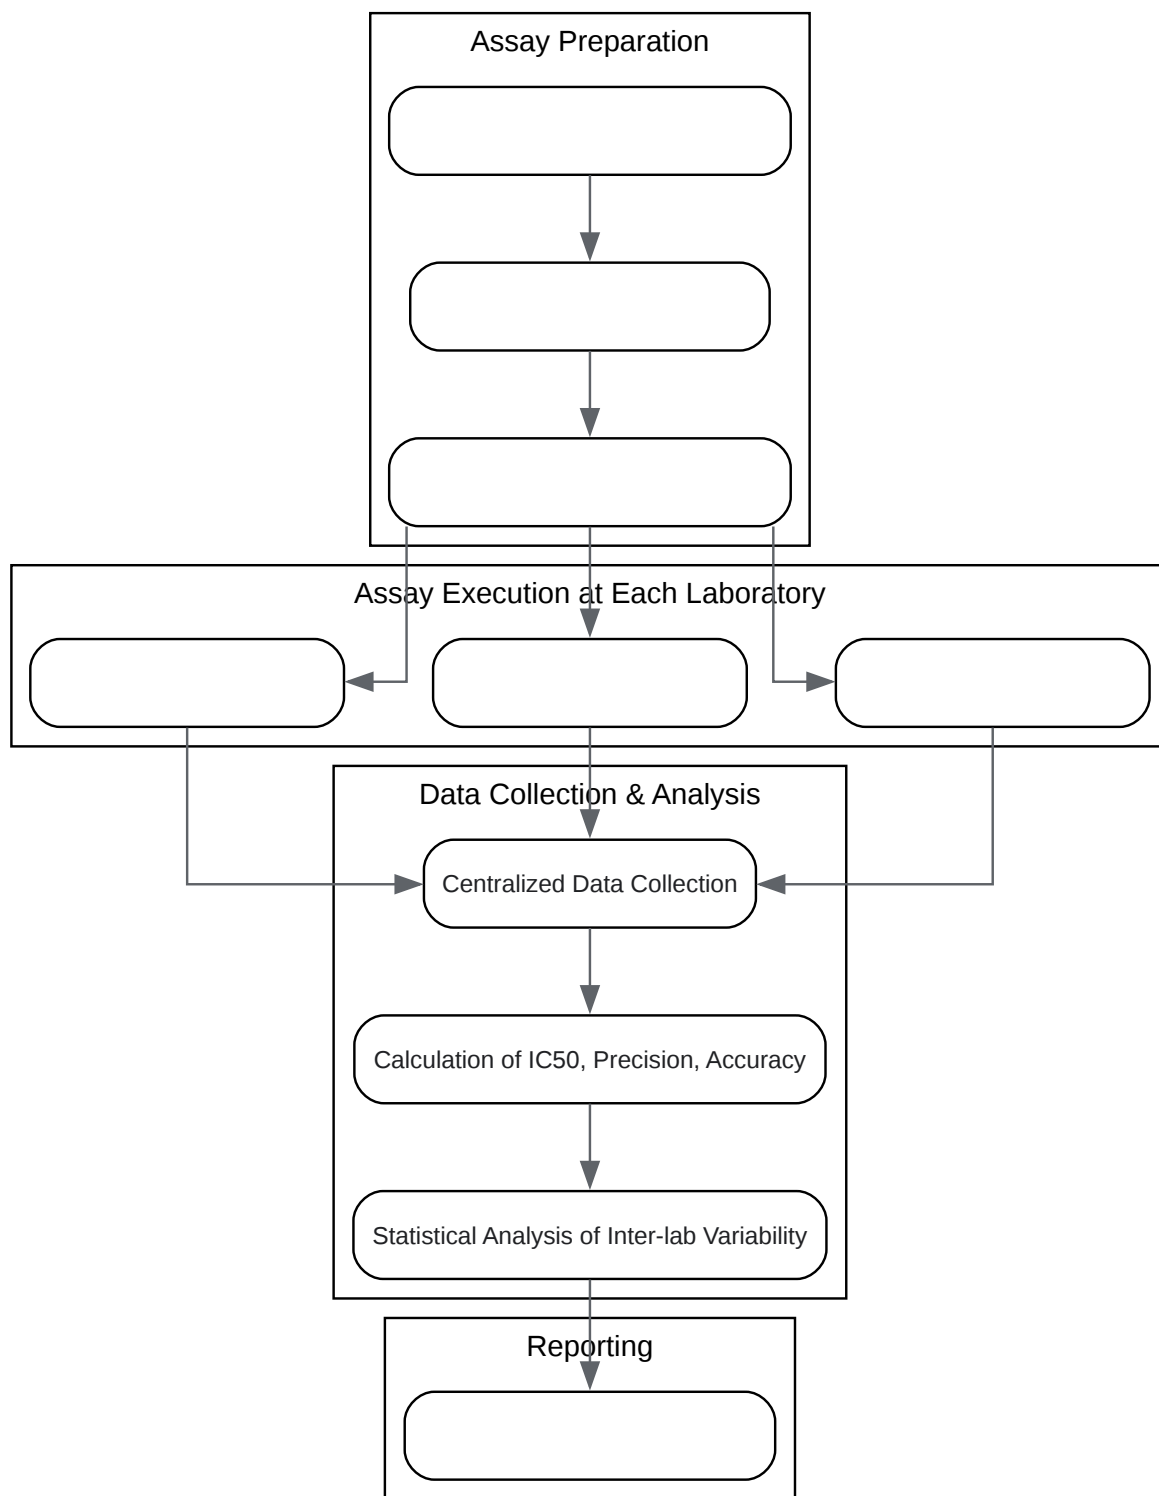 Assay Preparation
Assay Execution at Each Laboratory
Data Collection & Analysis
Centralized Data Collection
Calculation of IC50, Precision, Accuracy
Statistical Analysis of Inter-lab Variability
Reporting